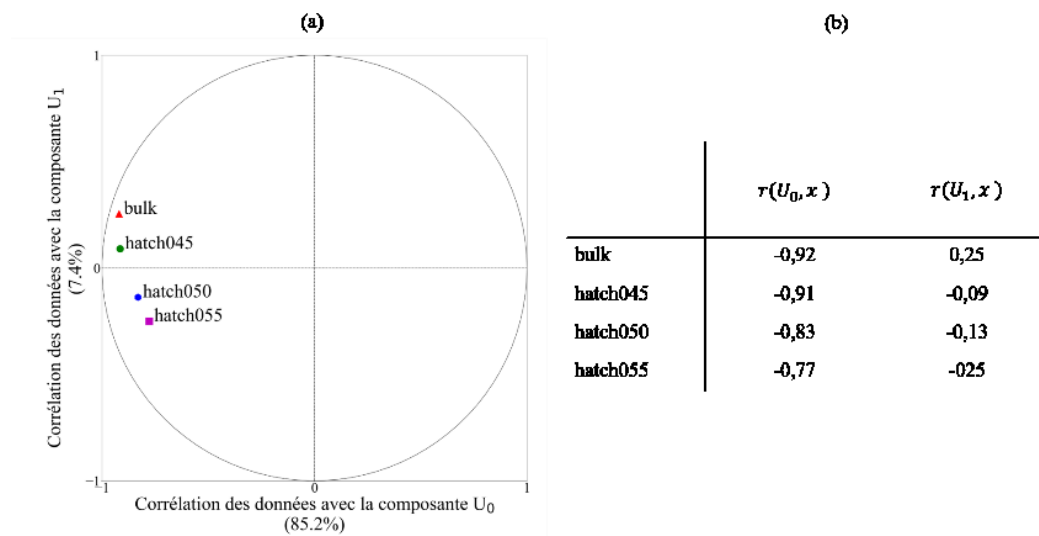 (a)
1
bulk
hatch045
0
hatch050
hatch055
-1
-1
0
1
Corrélation des données avec la composante U1
(7.4%)
Corrélation des données avec la composante U0
(85.2%)
(b)
r(U0,x) r(U1,x)
bulk -0,92 0,25
hatch045 -0,91 -0,09
hatch050 -0,83 -0,13
hatch055 -0,77 -025